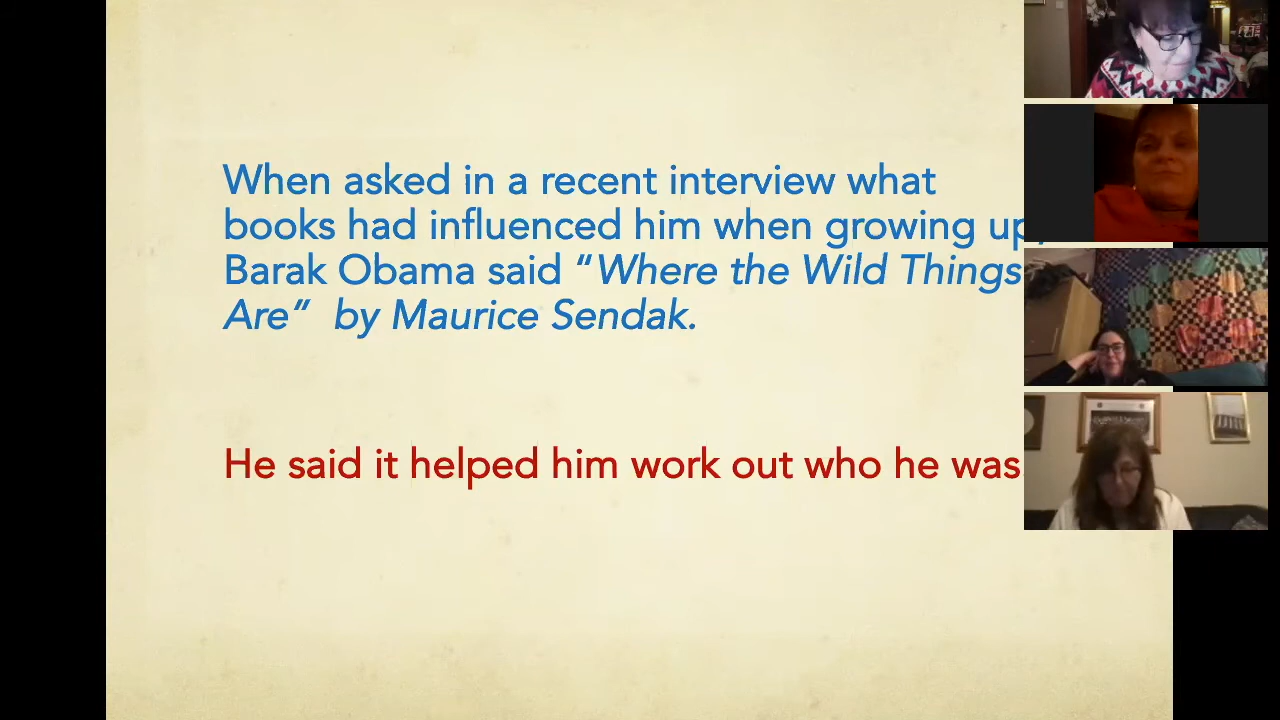 When asked in a recent interview what
books had influenced him when growing up,
Barak Obama said “Where the Wild Things
Are” by Maurice Sendak.
He said it helped him work out who he was